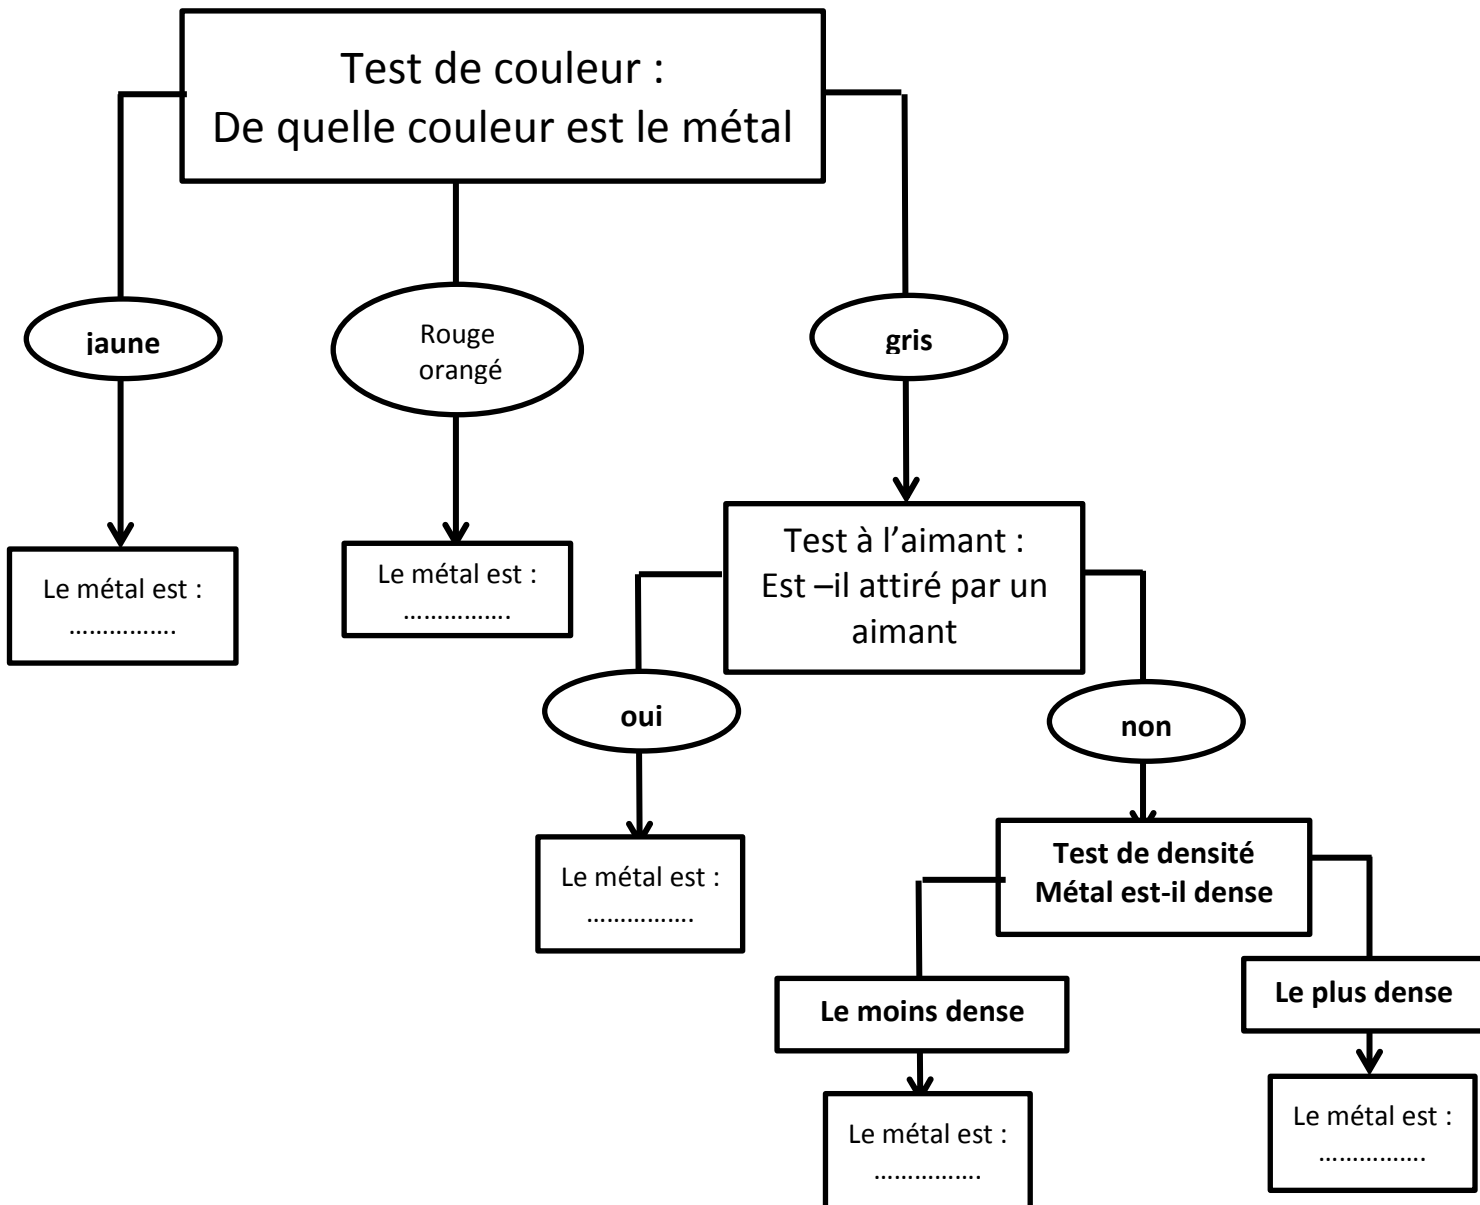 Test de couleur :
De quelle couleur est le métal
jaune
Rouge
orangé
gris
Le métal est :
................
Le métal est :
................
Test à l’aimant :
Est –il attiré par un
aimant
oui
non
Le métal est :
................
Test de densité
Métal est-il dense
Le moins dense
Le plus dense
Le métal est :
................
Le métal est :
................